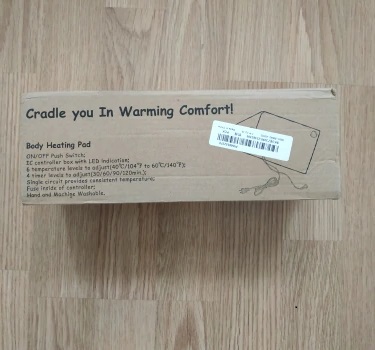 Cradle you In Warming Comfort!
Body Heating Pad
ON/OFF Push Switch;
EC controller box with LED indication;
6 temperature levels to adjust(40℃/104℉ to 60℃/140℉);
4 timer levels to adjust(30/60/90/120min.);
Single circuit provides consistent temperature;
Fuse inside of controller;
Hand and Machine Washable.